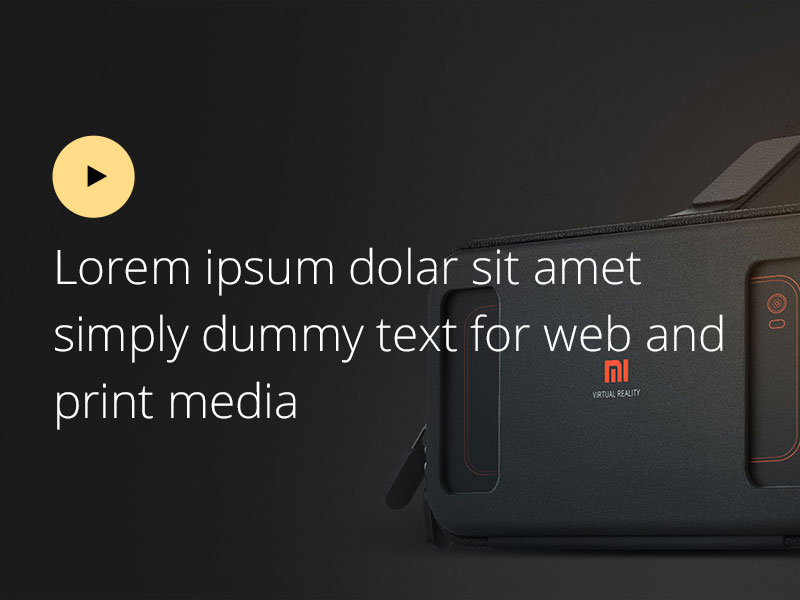 Lorem ipsum dolar sit amet
simply dummy text for web and
print media
MI
VIRTUAL REALITY